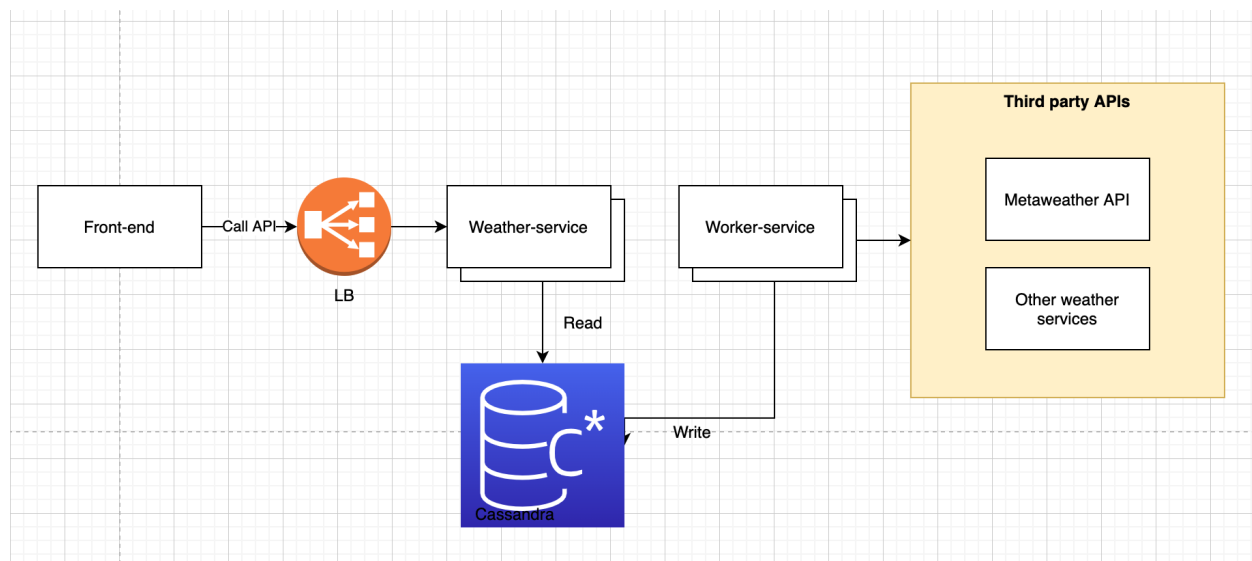 Third party APIs
Metaweather API
Front-end
Call API
Weather-service
Worker-service
LB
Other weather
services
Read
Write
C*
Cassandra